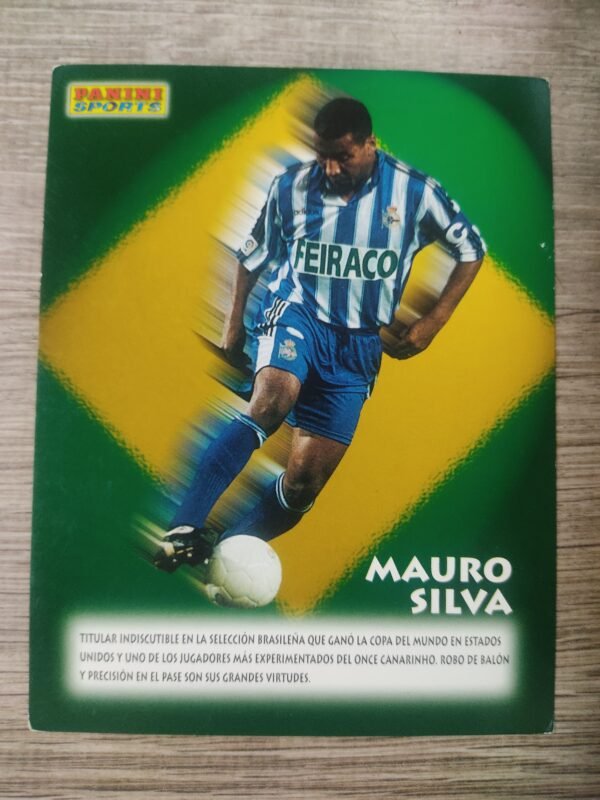 PANINI
SPORTS
adidas
FEIRACO
MAURO
SILVA
TITULAR INDISCUTIBLE EN LA SELECCIÓN BRASILEÑA QUE GANÓ LA COPA DEL MUNDO EN ESTADOS
UNIDOS Y UNO DE LOS JUGADORES MÁS EXPERIMENTADOS DEL ONCE CANARINHO. ROBO DE BALÓN
Y PRECISIÓN EN EL PASE SON SUS GRANDES VIRTUDES.